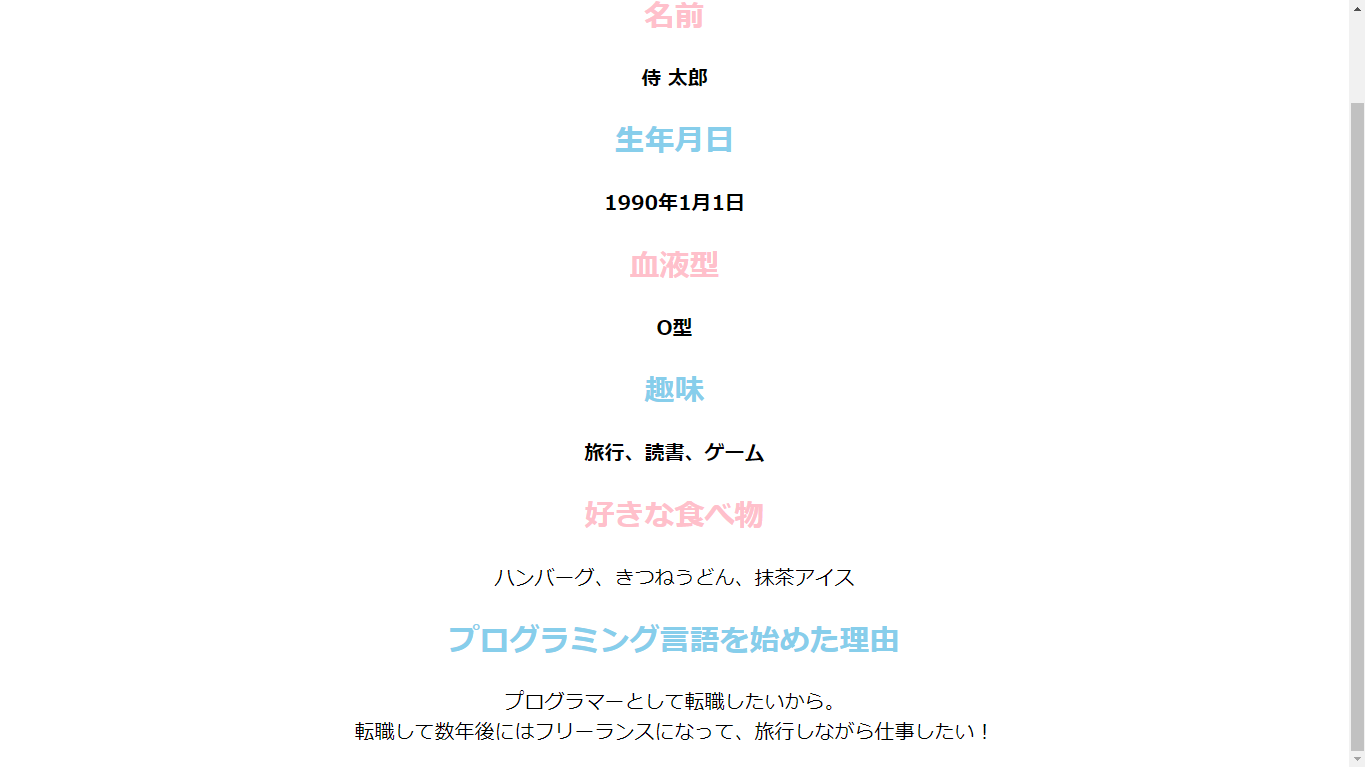 名前
侍 太郎
生年月日
1990年1月1日
血液型
O型
趣味
旅行、読書、ゲーム
好きな食べ物
ハンバーグ、きつねうどん、抹茶アイス
プログラミング言語を始めた理由
プログラマーとして転職したいから。
転職して数年後にはフリーランスになって、旅行しながら仕事したい！